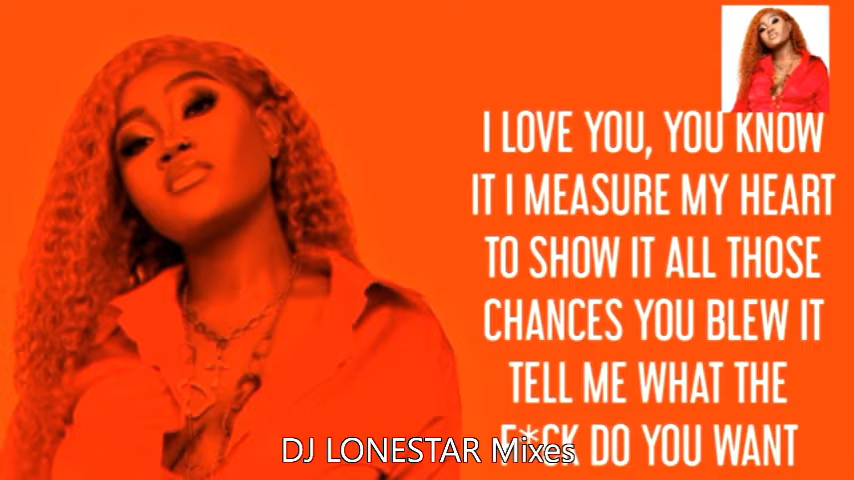 I LOVE YOU, YOU KNOW
IT I MEASURE MY HEART
TO SHOW IT ALL THOSE
CHANCES YOU BLEW IT
TELL ME WHAT THE
F*CK DO YOU WANT
DJ LONESTAR Mixes